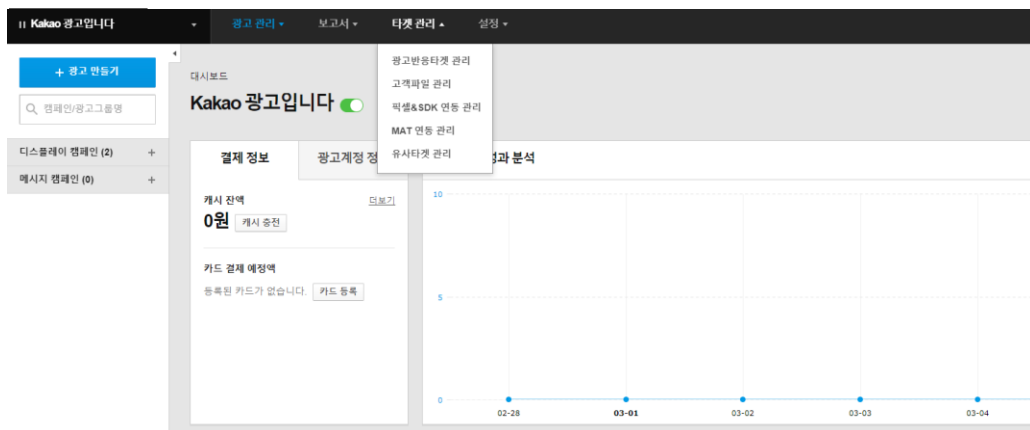 Kakao 광고입니다
광고 관리
보고서
타겟 관리
설정
광고반응타겟 관리
고객파일 관리
픽셀&SDK 연동 관리
MAT 연동 관리
유사타겟 관리
+ 광고 만들기
캠페인/광고그룹명
디스플레이 캠페인 (2) +
메시지 캠페인 (0) +
대시보드
Kakao 광고입니다
결제 정보
광고계정 정
성과 분석
캐시 잔액
더보기
0원
캐시 충전
카드 결제 예정액
등록된 카드가 없습니다.
카드 등록
10
5
0
02-28
03-01
03-02
03-03
03-04